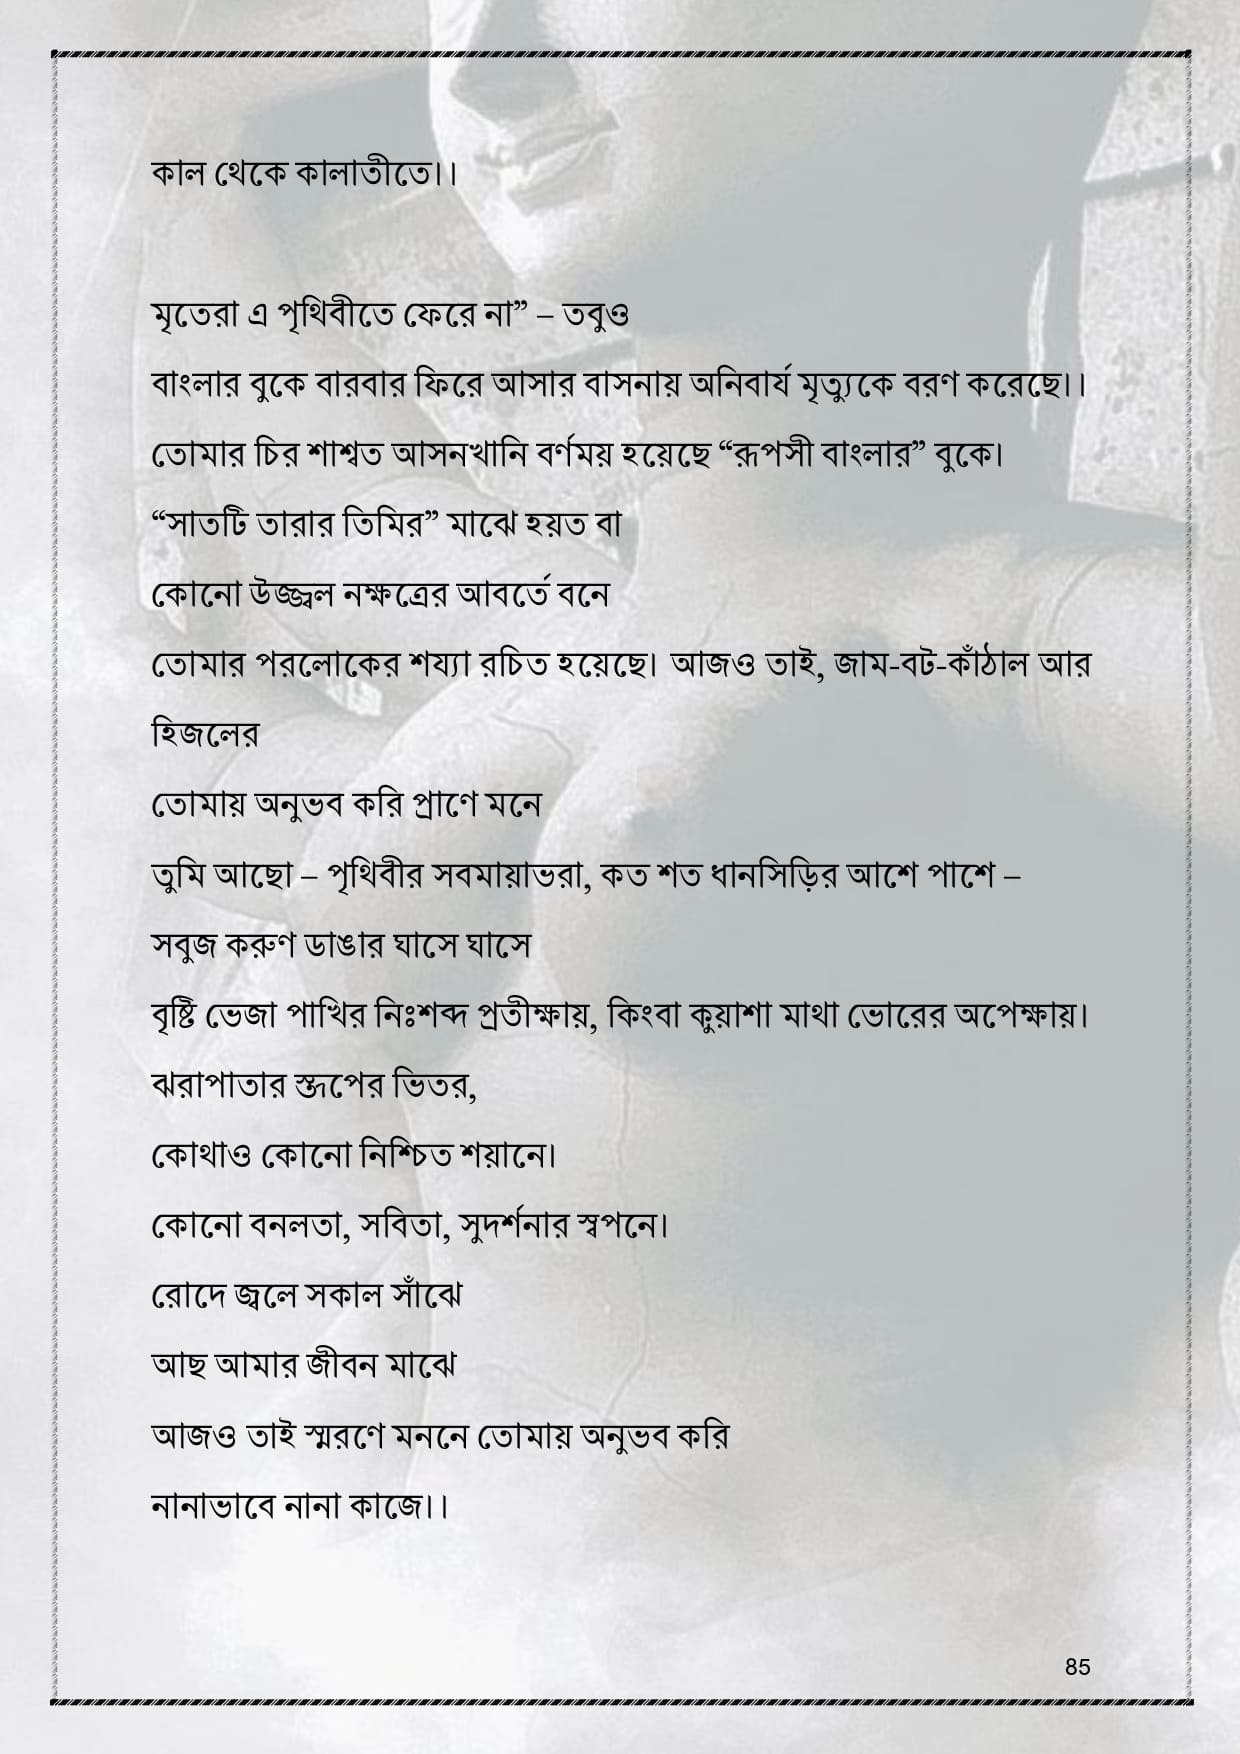 কাল থেকে কালাতীতে।।
মৃতেরা এ পৃথিবীতে ফেরে না” – তবুও
বাংলার বুকে বারবার ফিরে আসার বাসনায় অনিবার্য মৃত্যুকে বরণ করেছে।।
তোমার চির শাশ্বত আসনখানি বর্ণময় হয়েছে “রূপসী বাংলার” বুকে।
“সাতটি তারার তিমির” মাঝে হয়ত বা
কোনো উজ্জ্বল নক্ষত্রের আবর্তে বনে
তোমার পরলোকের শয্যা রচিত হয়েছে। আজও তাই, জাম-বট-কাঁঠাল আর
হিজলের
তোমায় অনুভব করি প্রাণে মনে
তুমি আছো – পৃথিবীর সবমায়াভরা, কত শত ধানসিড়ির আশে পাশে –
সবুজ করুণ ডাঙার ঘাসে ঘাসে
বৃষ্টি ভেজা পাখির নিঃশব্দ প্রতীক্ষায়, কিংবা কুয়াশা মাথা ভোরের অপেক্ষায়।
ঝরাপাতার স্তূপের ভিতর,
কোথাও কোনো নিশ্চিত শয়ানে।
কোনো বনলতা, সবিতা, সুদর্শনার স্বপনে।
রোদে জ্বলে সকাল সাঁঝে
আছ আমার জীবন মাঝে
আজও তাই স্মরণে মননে তোমায় অনুভব করি
নানাভাবে নানা কাজে।।
85